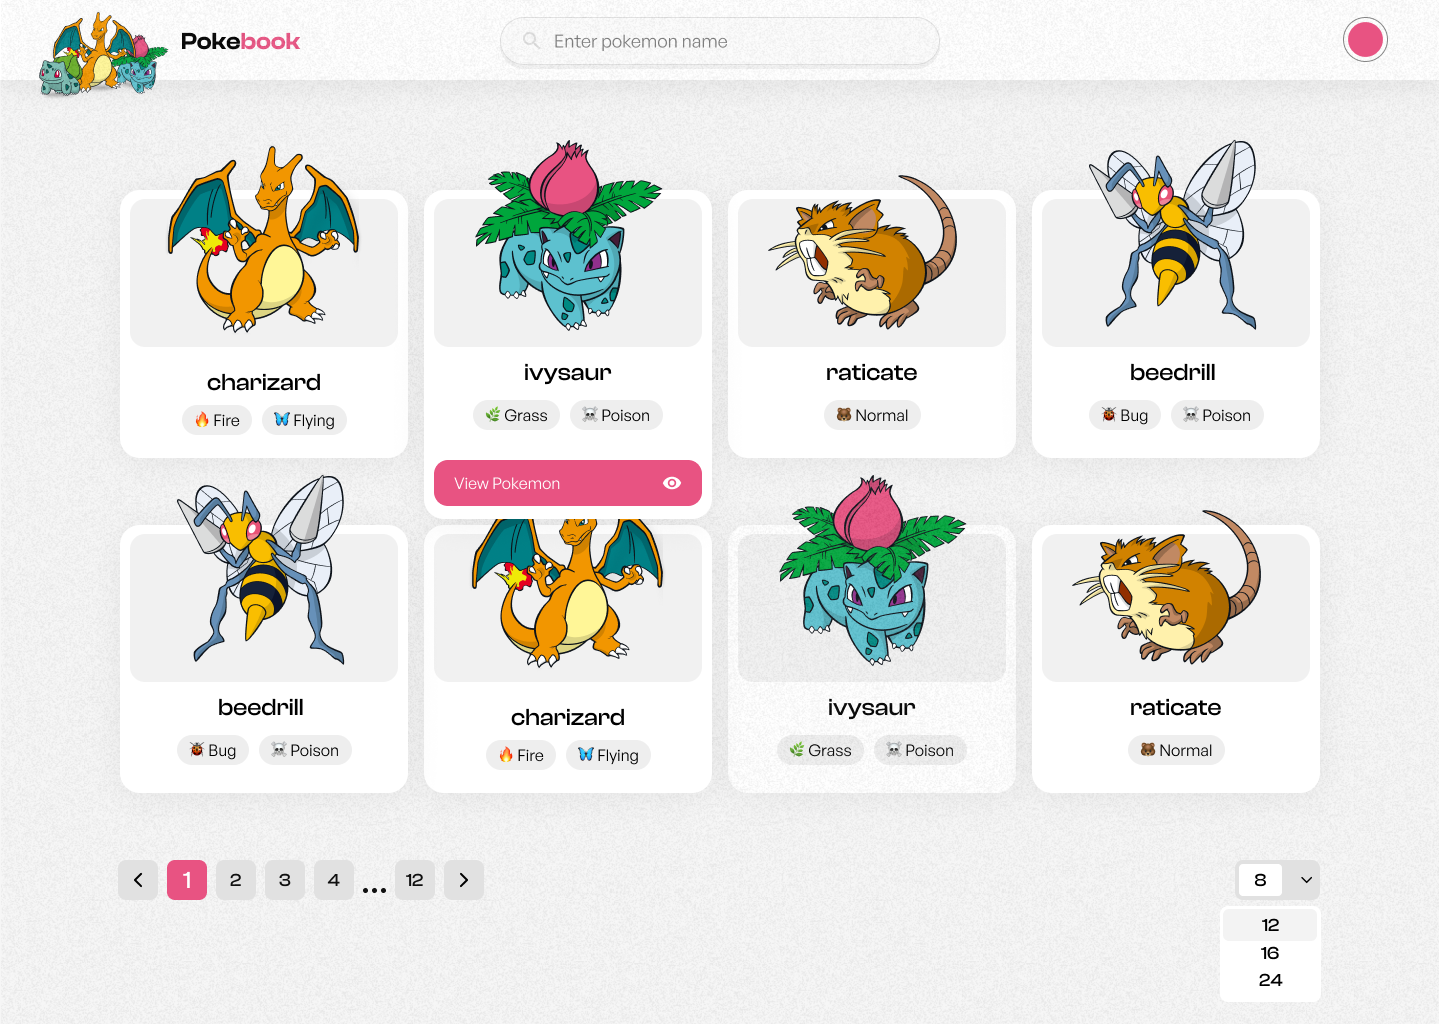 Pokebook
Enter pokemon name
charizard
Fire
Flying
ivysaur
Grass
Poison
View Pokemon
raticate
Normal
beedrill
Bug
Poison
beedrill
Bug
Poison
charizard
Fire
Flying
ivysaur
Grass
Poison
raticate
Normal
1 2 3 4 ... 12
8
12
16
24